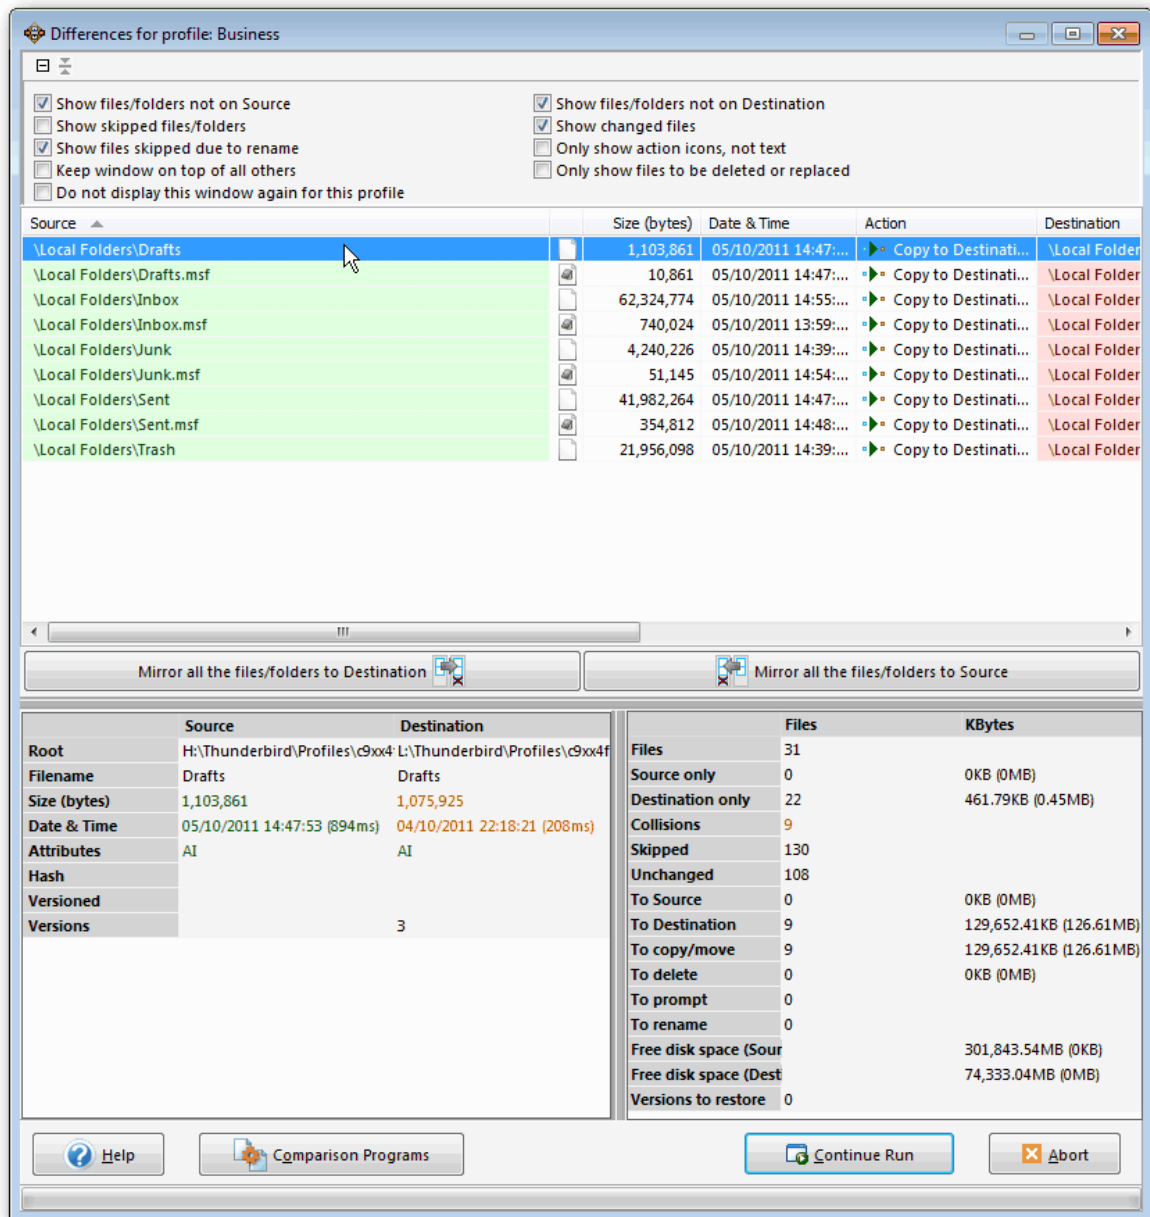 Differences for profile: Business
Show files/folders not on Source Show files/folders not on Destination
Show skipped files/folders Show changed files
Show files skipped due to rename Only show action icons, not text
Keep window on top of all others Only show files to be deleted or replaced
Do not display this window again for this profile
Source Size (bytes) Date & Time Action Destination
\Local Folders\Drafts 1,103,861 05/10/2011 14:47:... Copy to Destinati... \Local Folder
\Local Folders\Drafts.msf 10,861 05/10/2011 14:47:... Copy to Destinati... \Local Folder
\Local Folders\Inbox 62,324,774 05/10/2011 14:55:... Copy to Destinati... \Local Folder
\Local Folders\Inbox.msf 740,024 05/10/2011 13:59:... Copy to Destinati... \Local Folder
\Local Folders\Junk 4,240,226 05/10/2011 14:39:... Copy to Destinati... \Local Folder
\Local Folders\Junk.msf 51,145 05/10/2011 14:54:... Copy to Destinati... \Local Folder
\Local Folders\Sent 41,982,264 05/10/2011 14:47:... Copy to Destinati... \Local Folder
\Local Folders\Sent.msf 354,812 05/10/2011 14:48:... Copy to Destinati... \Local Folder
\Local Folders\Trash 21,956,098 05/10/2011 14:39:... Copy to Destinati... \Local Folder
Mirror all the files/folders to Destination Mirror all the files/folders to Source
Source Destination
Root H:\Thunderbird\Profiles\c9xx4 L:\Thunderbird\Profiles\c9xx4f
Filename Drafts Drafts
Size (bytes) 1,103,861 1,075,925
Date & Time 05/10/2011 14:47:53 (894ms) 04/10/2011 22:18:21 (208ms)
Attributes AI AI
Hash
Versioned
Versions 3
Files KBytes
Files 31
Source only 0 0KB (0MB)
Destination only 22 461.79KB (0.45MB)
Collisions 9
Skipped 130
Unchanged 108
To Source 0 0KB (0MB)
To Destination 9 129,652.41KB (126.61MB)
To copy/move 9 129,652.41KB (126.61MB)
To delete 0 0KB (0MB)
To prompt 0
To rename 0
Free disk space (Sour 301,843.54MB (0KB)
Free disk space (Dest 74,333.04MB (0MB)
Versions to restore 0
Help Comparison Programs Continue Run Abort